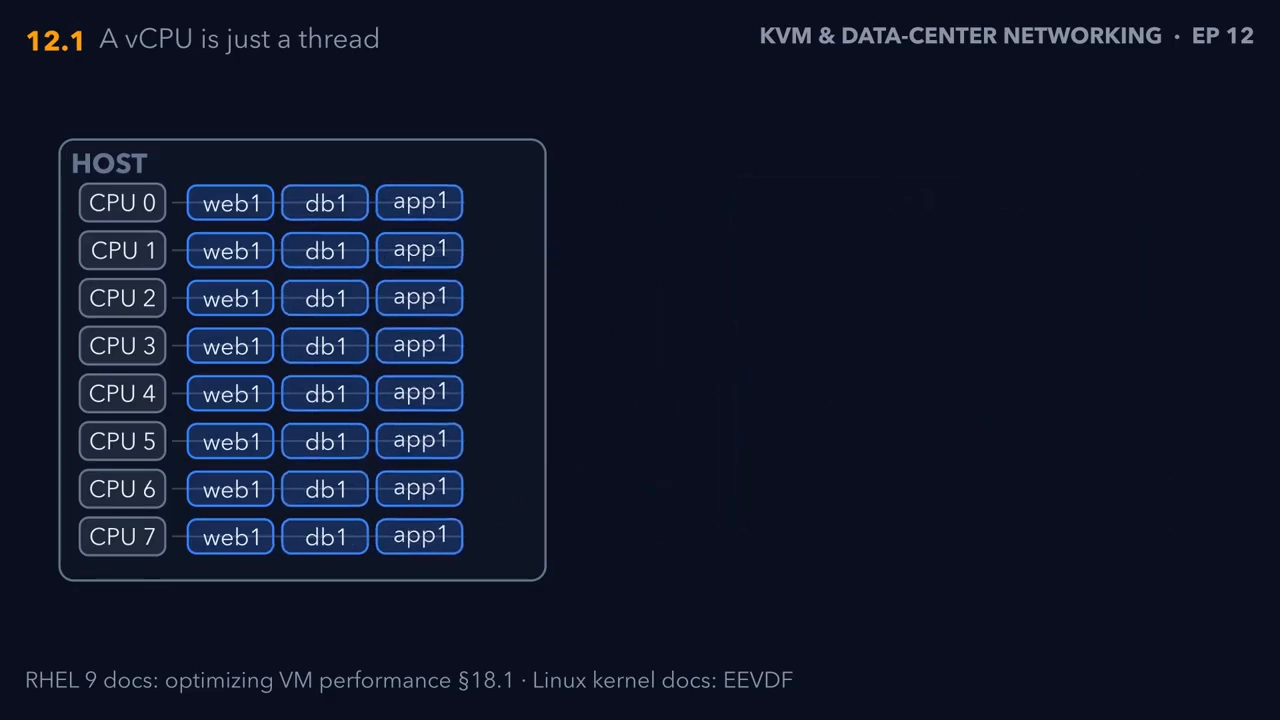 12.1 A vCPU is just a thread
KVM & DATA-CENTER NETWORKING · EP 12
HOST
CPU 0 web1 db1 app1
CPU 1 web1 db1 app1
CPU 2 web1 db1 app1
CPU 3 web1 db1 app1
CPU 4 web1 db1 app1
CPU 5 web1 db1 app1
CPU 6 web1 db1 app1
CPU 7 web1 db1 app1
RHEL 9 docs: optimizing VM performance §18.1 · Linux kernel docs: EEVDF